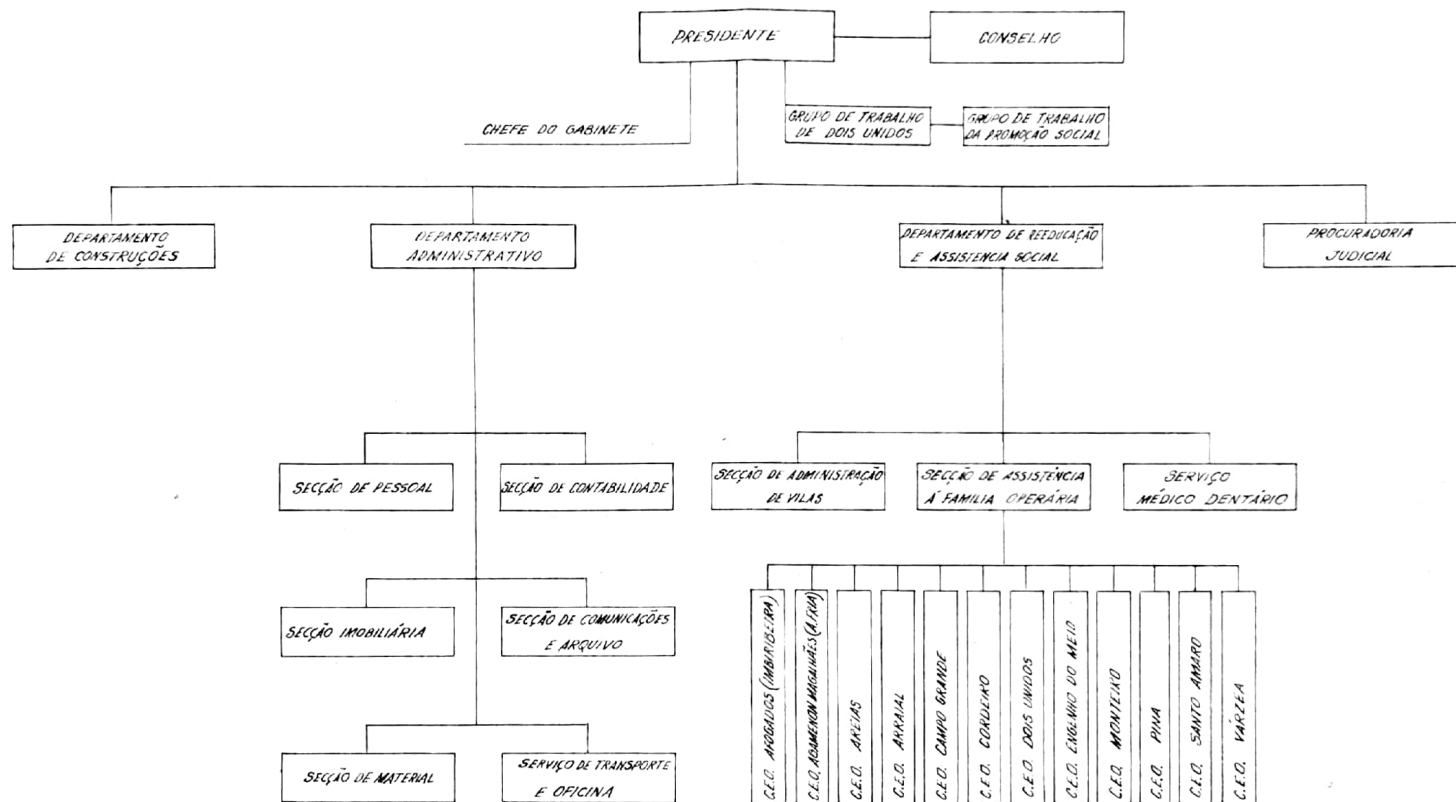 PRESIDENTE
CONSELHO
CHEFE DO GABINETE
GRUPO DE TRABALHO
DE DOIS UNIDOS
GRUPO DE TRABALHO
DA PROMOÇÃO SOCIAL
DEPARTAMENTO
DE CONSTRUÇÕES
DEPARTAMENTO
ADMINISTRATIVO
DEPARTAMENTO DE REEDUCAÇÃO
E ASSISTENCIA SOCIAL
PROCURADORIA
JUDICIAL
SECÇÃO DE PESSOAL
SECÇÃO DE CONTABILIDADE
SECÇÃO DE ADMINISTRAÇÃO
DE VILAS
SECÇÃO DE ASSISTÊNCIA
Á FAMILIA OPERÁRIA
SERVIÇO
MÉDICO DENTÁRIO
SECÇÃO IMOBILIÁRIA
SECÇÃO DE COMUNICAÇÕES
E ARQUIVO
SECÇÃO DE MATERIAL
SERVIÇO DE TRANSPORTE
E OFICINA
C.E.O. AFOGADOS (IMBIRIBEIRA)
C.E.O. AGAMENON MAGALHÃES (A. FRIA)
C.E.O. AREIAS
C.E.O. ARRAIAL
C.E.O. CAMPO GRANDE
C.E.O. CORDEIRO
C.E.O. DOIS UNIDOS
C.E.O. ENGENHO DO MEIO
C.E.O. MONTEIRO
C.E.O. PINA
C.E.O. SANTO AMARO
C.E.O. VÁRZEA